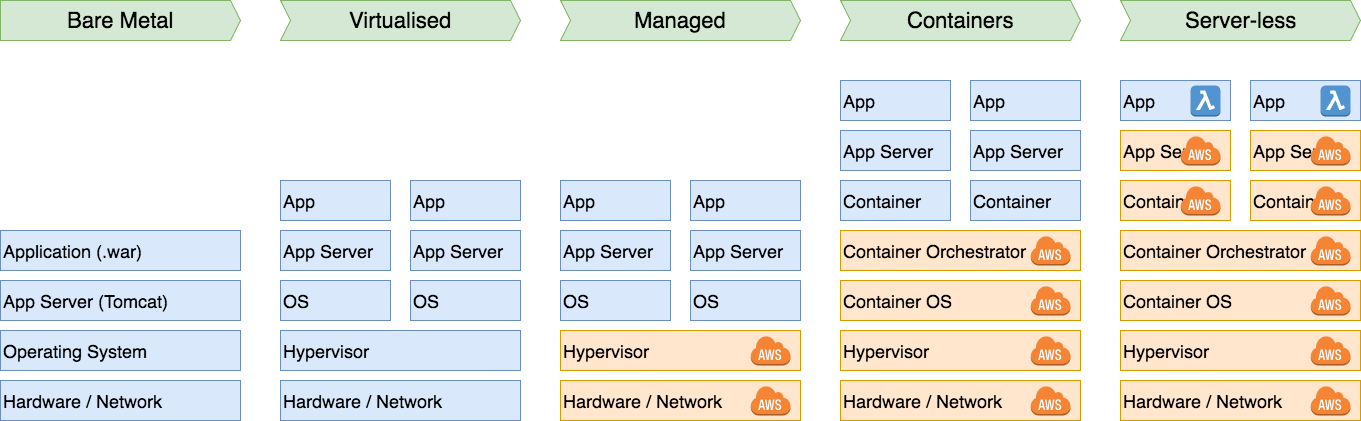 Bare Metal
Virtualised
Managed
Containers
Server-less
App
App
App λ
App λ
App Server
App Server
App Se AWS
App Se AWS
App
App
App
App
Container
Container
Contain AWS
Contain AWS
Application (.war)
App Server
App Server
App Server
App Server
Container Orchestrator AWS
Container Orchestrator AWS
App Server (Tomcat)
OS
OS
OS
OS
Container OS AWS
Container OS AWS
Operating System
Hypervisor
Hypervisor AWS
Hypervisor AWS
Hypervisor AWS
Hardware / Network
Hardware / Network
Hardware / Network AWS
Hardware / Network AWS
Hardware / Network AWS